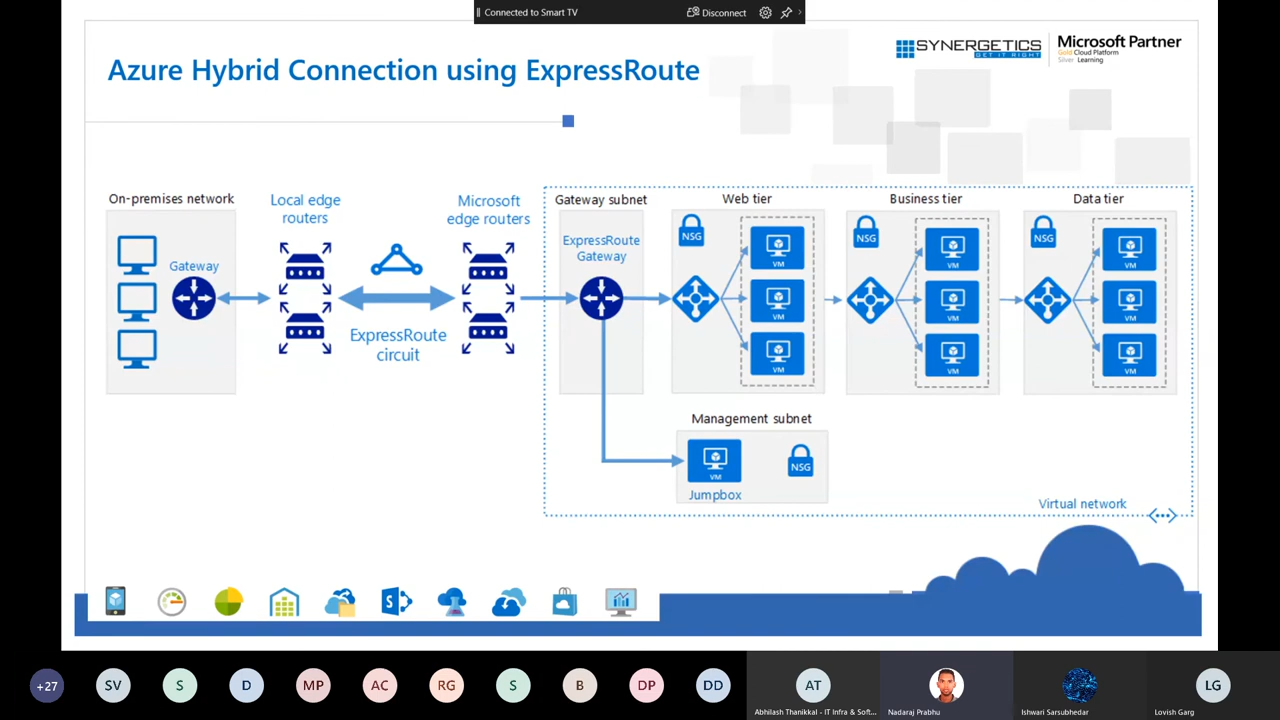 Connected to Smart TV
Disconnect
Azure Hybrid Connection using ExpressRoute
SYNERGETICS
GET IT RIGHT
Microsoft Partner
Gold Cloud Platform
Silver Learning
On-premises network
Gateway
Local edge
routers
ExpressRoute
circuit
Microsoft
edge routers
Gateway subnet
ExpressRoute
Gateway
Web tier
NSG
VM
VM
VM
Business tier
NSG
VM
VM
VM
Data tier
NSG
VM
VM
VM
Management subnet
VM
Jumpbox
NSG
Virtual network
S
+27
SV
S
D
MP
AC
RG
S
B
DP
DD
AT
Abhilash Thanikkal - IT Infra & Soft...
Nadaraj Prabhu
Ishwari Sarsubhedar
LG
Lovish Garg